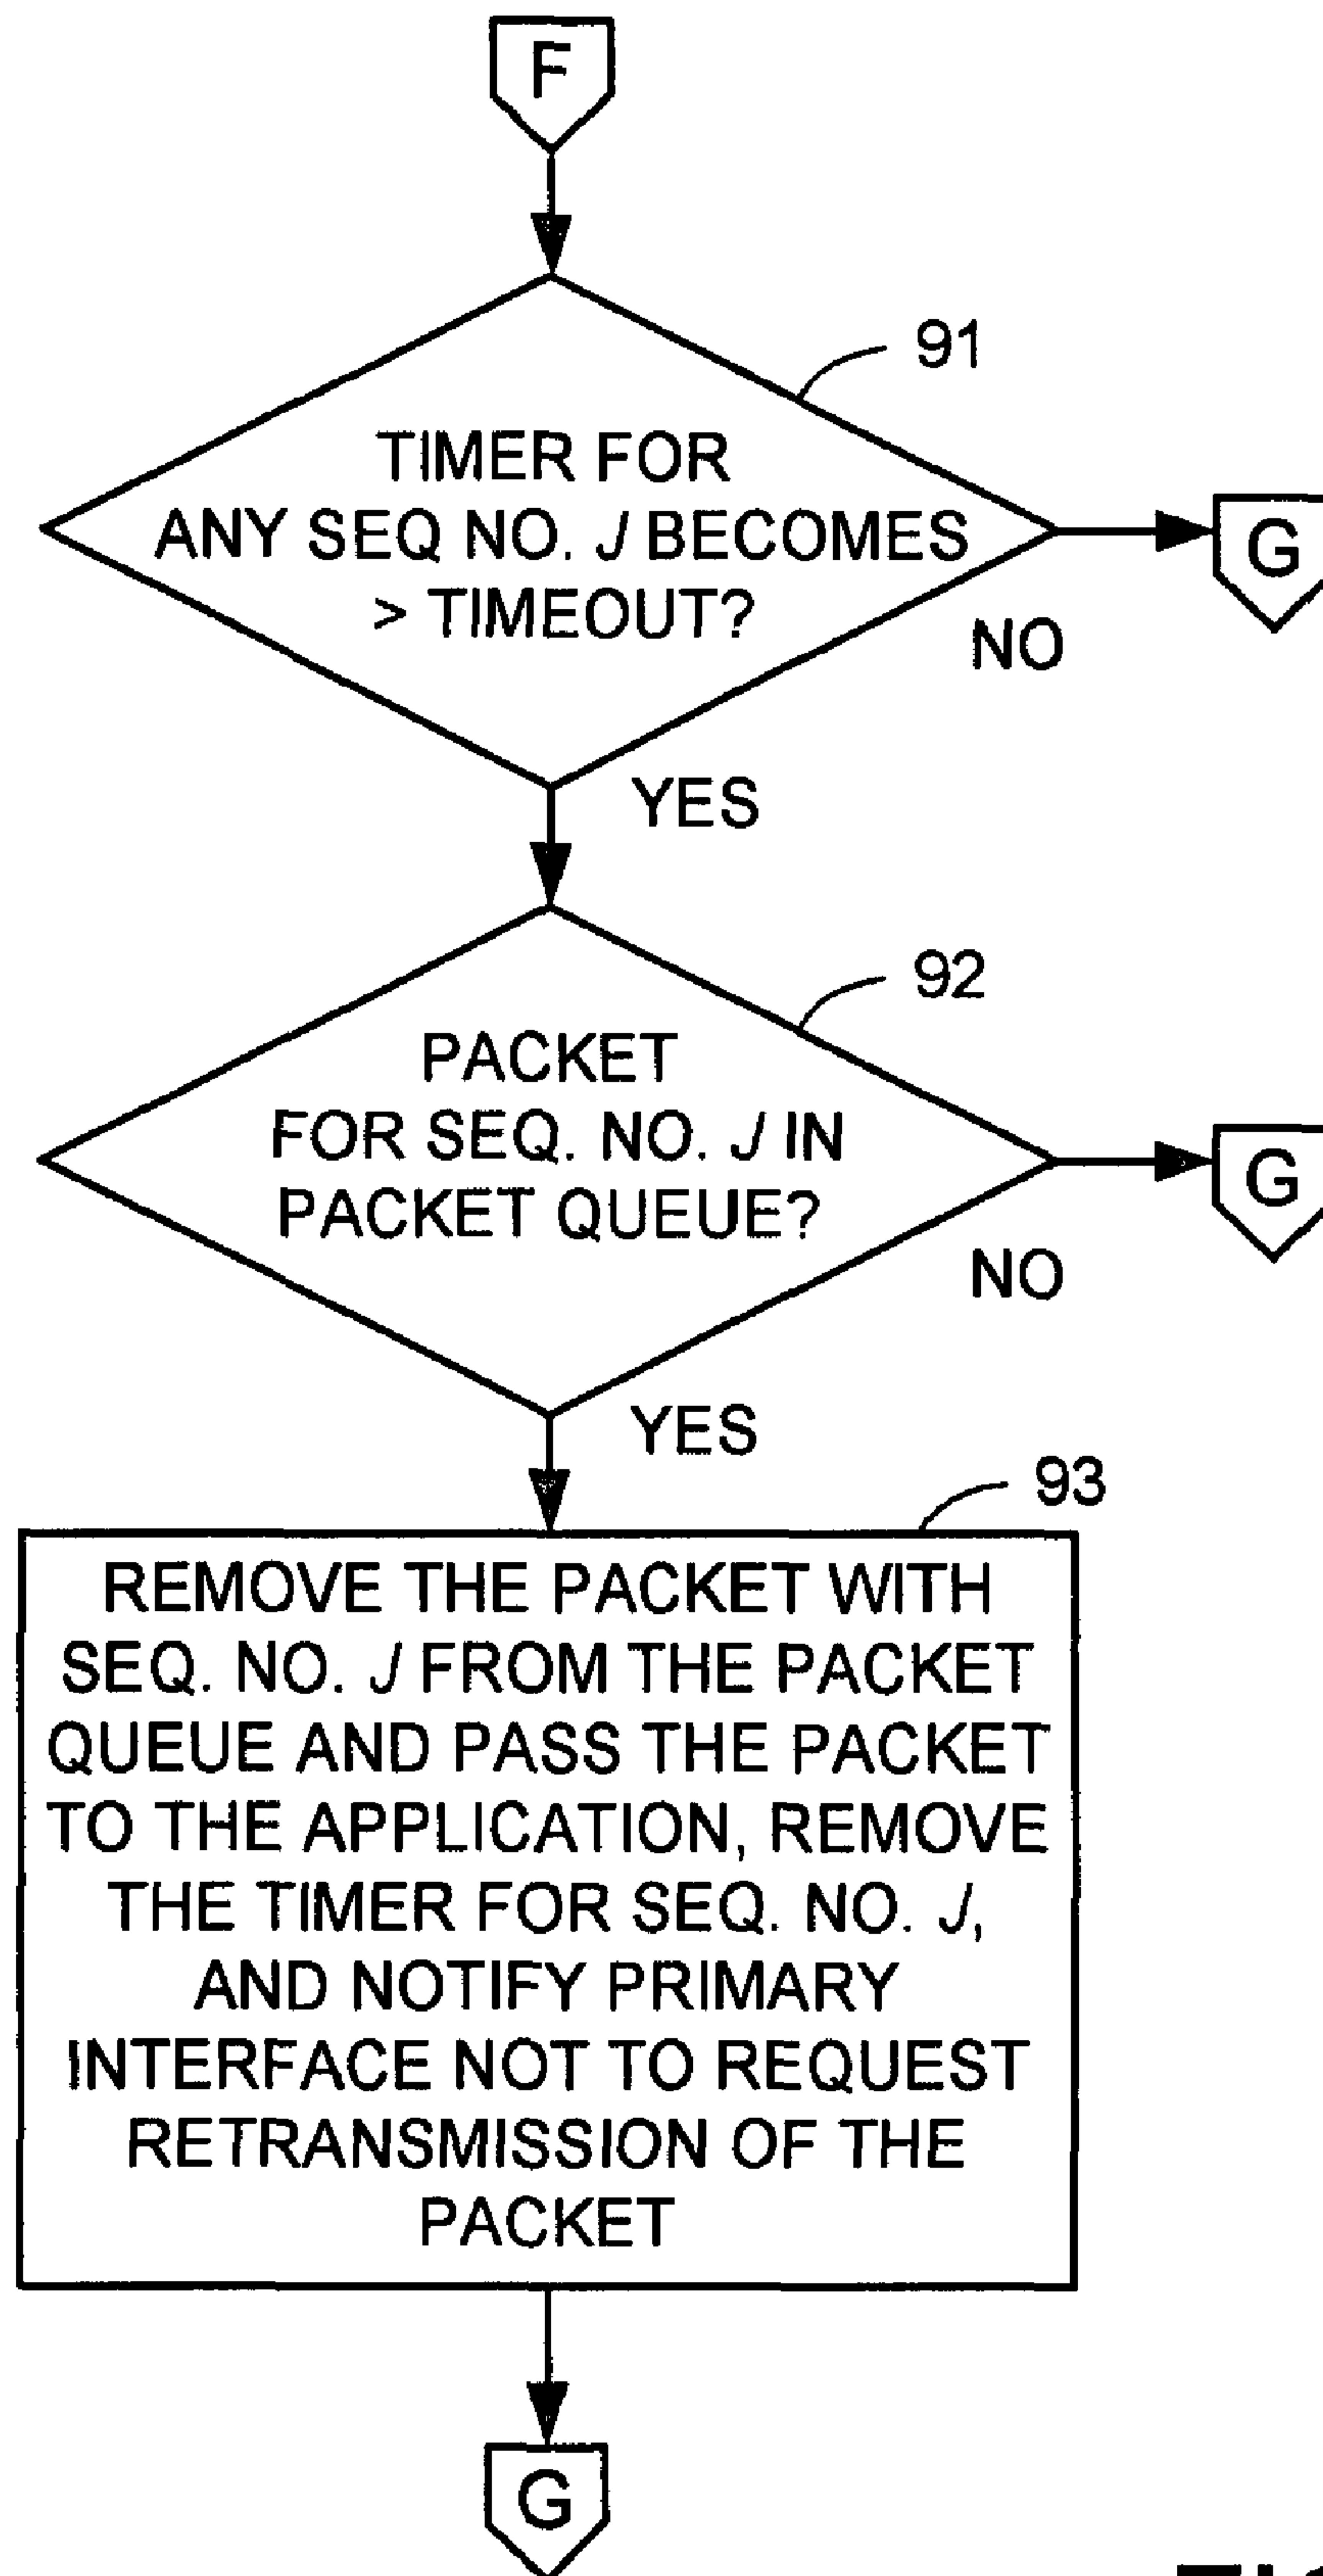 F
91
TIMER FOR
ANY SEQ NO. J BECOMES
> TIMEOUT?
G
NO
YES
92
PACKET
FOR SEQ. NO. J IN
PACKET QUEUE?
G
NO
YES
93
REMOVE THE PACKET WITH
SEQ. NO. J FROM THE PACKET
QUEUE AND PASS THE PACKET
TO THE APPLICATION, REMOVE
THE TIMER FOR SEQ. NO. J,
AND NOTIFY PRIMARY
INTERFACE NOT TO REQUEST
RETRANSMISSION OF THE
PACKET
G